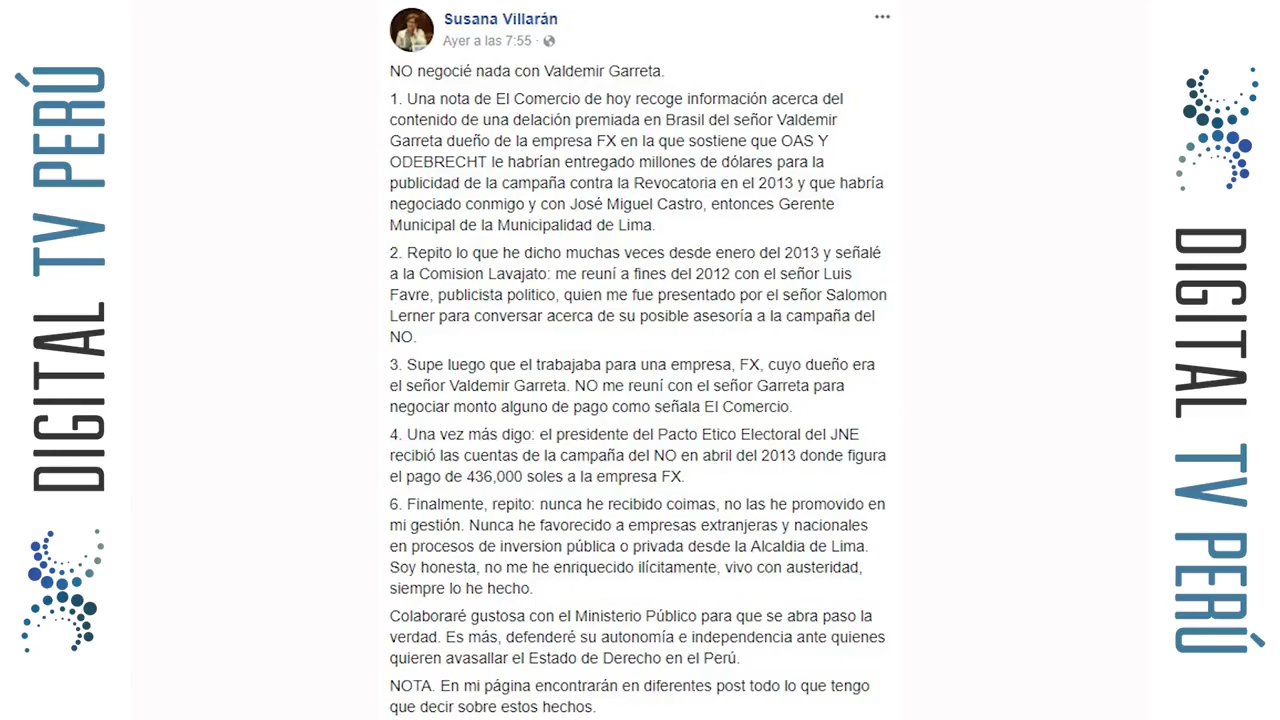 DIGITAL TV PERÚ
Susana Villarán
Ayer a las 7:55 ·
NO negocié nada con Valdemir Garreta.
1. Una nota de El Comercio de hoy recoge información acerca del
contenido de una delación premiada en Brasil del señor Valdemir
Garreta dueño de la empresa FX en la que sostiene que OAS Y
ODEBRECHT le habrían entregado millones de dólares para la
publicidad de la campaña contra la Revocatoria en el 2013 y que habría
negociado conmigo y con José Miguel Castro, entonces Gerente
Municipal de la Municipalidad de Lima.
2. Repito lo que he dicho muchas veces desde enero del 2013 y señalé
a la Comision Lavajato: me reuní a fines del 2012 con el señor Luis
Favre, publicista politico, quien me fue presentado por el señor Salomon
Lerner para conversar acerca de su posible asesoría a la campaña del
NO.
3. Supe luego que el trabajaba para una empresa, FX, cuyo dueño era
el señor Valdemir Garreta. NO me reuní con el señor Garreta para
negociar monto alguno de pago como señala El Comercio.
4. Una vez más digo: el presidente del Pacto Etico Electoral del JNE
recibió las cuentas de la campaña del NO en abril del 2013 donde figura
el pago de 436,000 soles a la empresa FX.
6. Finalmente, repito: nunca he recibido coimas, no las he promovido en
mi gestión. Nunca he favorecido a empresas extranjeras y nacionales
en procesos de inversion pública o privada desde la Alcaldia de Lima.
Soy honesta, no me he enriquecido ilícitamente, vivo con austeridad,
siempre lo he hecho.
Colaboraré gustosa con el Ministerio Público para que se abra paso la
verdad. Es más, defenderé su autonomía e independencia ante quienes
quieren avasallar el Estado de Derecho en el Perú.
NOTA. En mi página encontrarán en diferentes post todo lo que tengo
que decir sobre estos hechos.
DIGITAL TV PERÚ